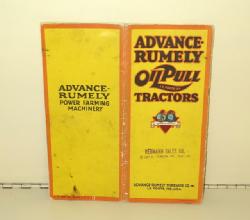 ADVANCE-
RUMELY
POWER FARMING
MACHINERY
ADVANCE-
RUMELY
OILPULL
TRACTORS
ADVANCE-RUMELY THRESHER CO. INC.
LA PORTE, INDIANA